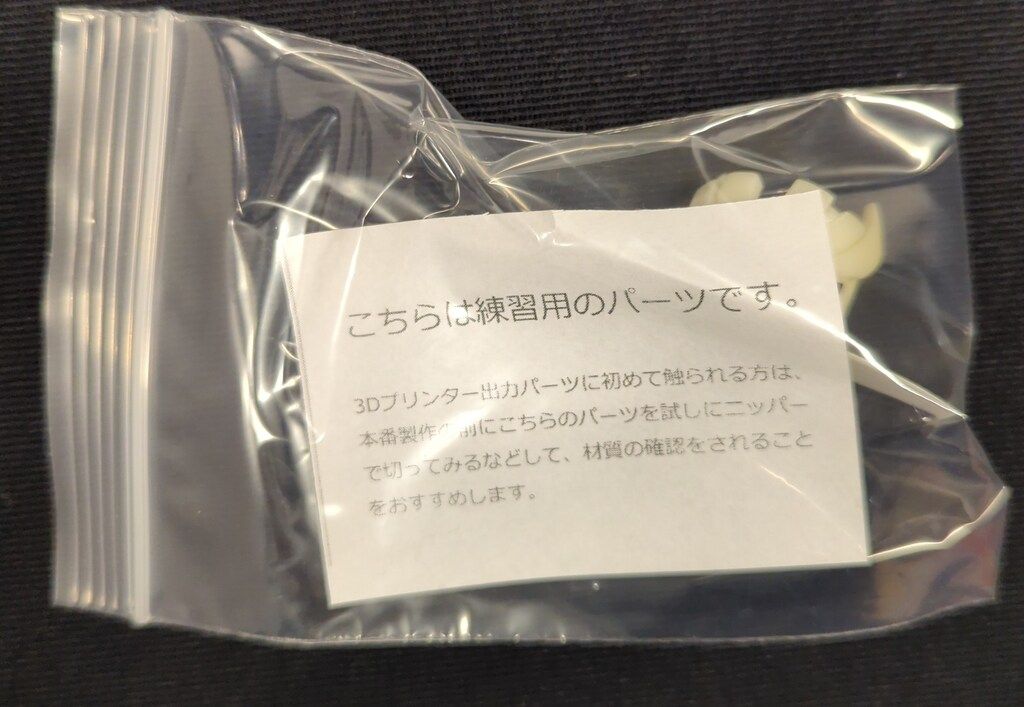 こちらは練習用のパーツです。
3Dプリンター出力パーツに初めて触られる方は、
本番製作の前にこちらのパーツを試しにニッパー
で切ってみるなどして、材質の確認をされること
をおすすめします。